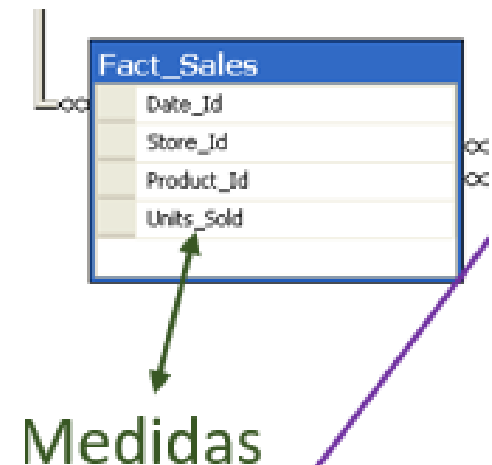 Fact_Sales
Date_Id
Store_Id
Product_Id
Units_Sold
Medidas